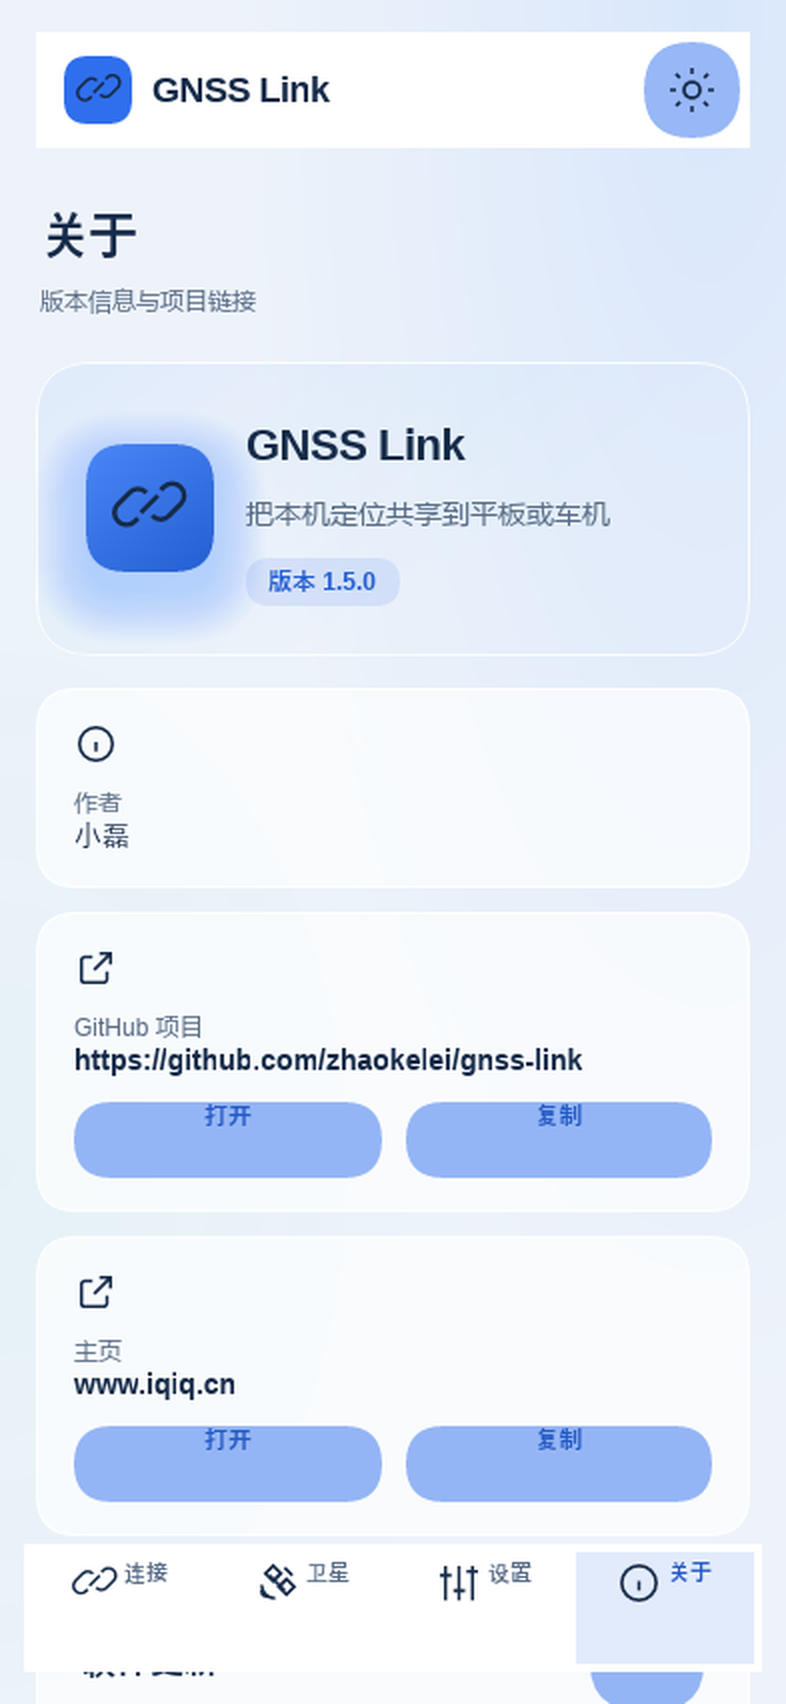 GNSS Link
关于
版本信息与项目链接
GNSS Link
把本机定位共享到平板或车机
版本 1.5.0
作者
小磊
GitHub 项目
https://github.com/zhaokelei/gnss-link
打开 复制
主页
www.iqiq.cn
打开 复制
连接 卫星 设置 关于